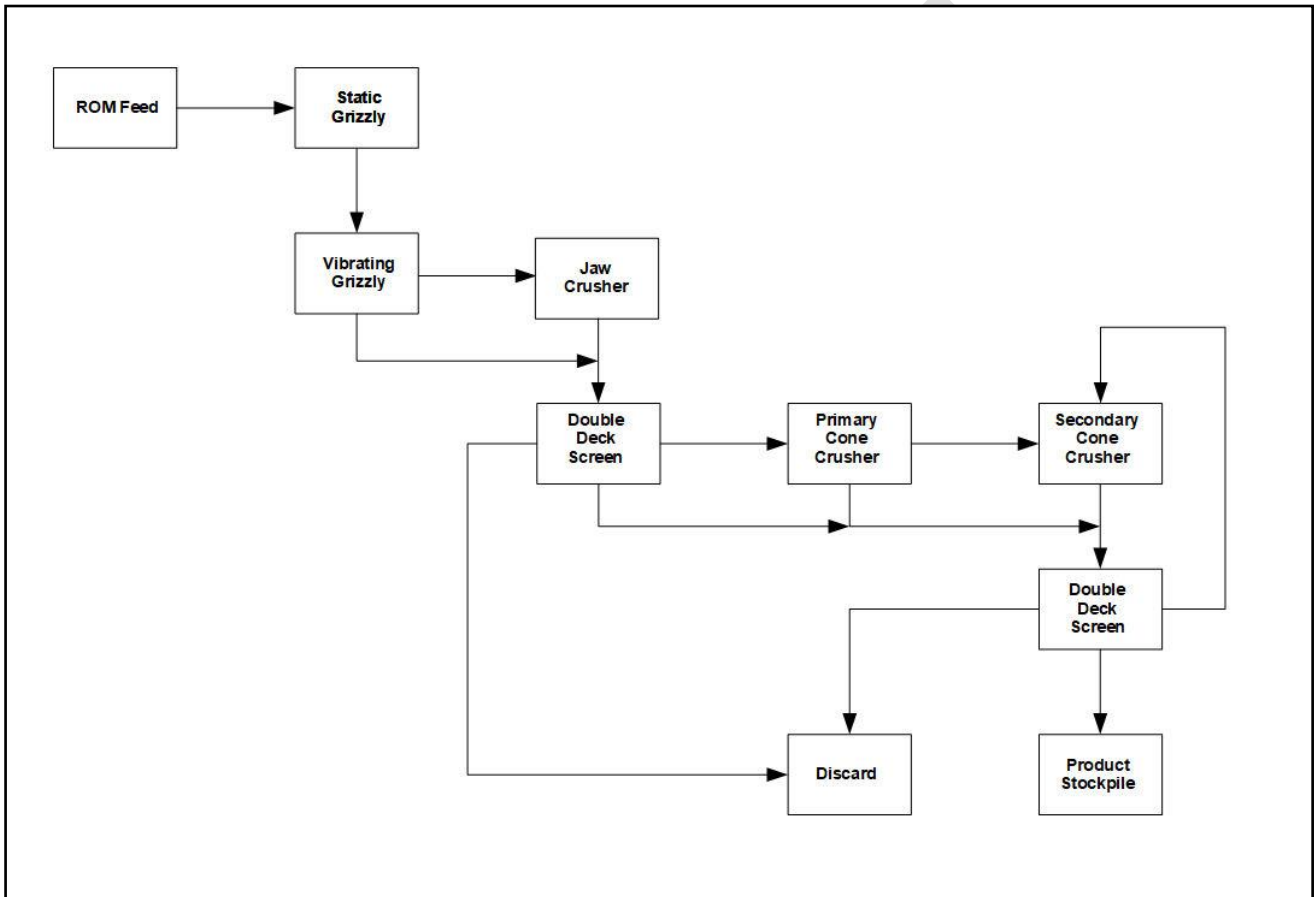 ROM Feed
Static
Grizzly
Vibrating
Grizzly
Jaw
Crusher
Double
Deck
Screen
Primary
Cone
Crusher
Secondary
Cone
Crusher
Double
Deck
Screen
Discard
Product
Stockpile